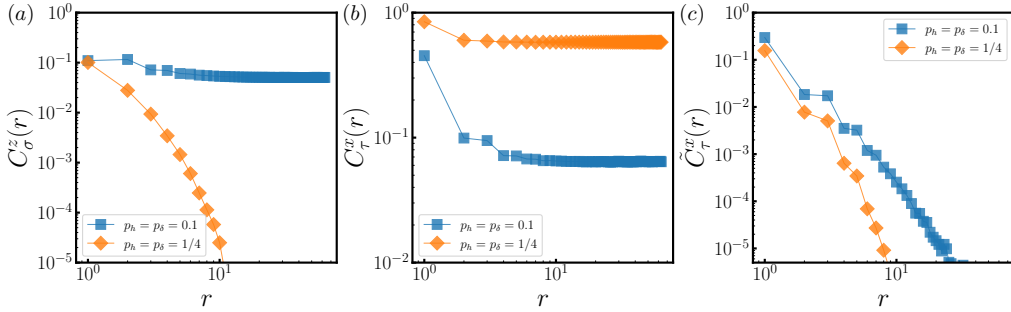 (a)
10^0
10^-1
10^-2
10^-3
10^-4
10^-5
C_σ^z(r)
p_h = p_δ = 0.1
p_h = p_δ = 1/4
10^0
10^1
r
(b)
10^0
10^-1
10^-2
C_τ^x(r)
p_h = p_δ = 0.1
p_h = p_δ = 1/4
10^0
10^1
r
(c)
10^0
10^-1
10^-2
10^-3
10^-4
10^-5
C̃_τ^x(r)
p_h = p_δ = 0.1
p_h = p_δ = 1/4
10^0
10^1
r